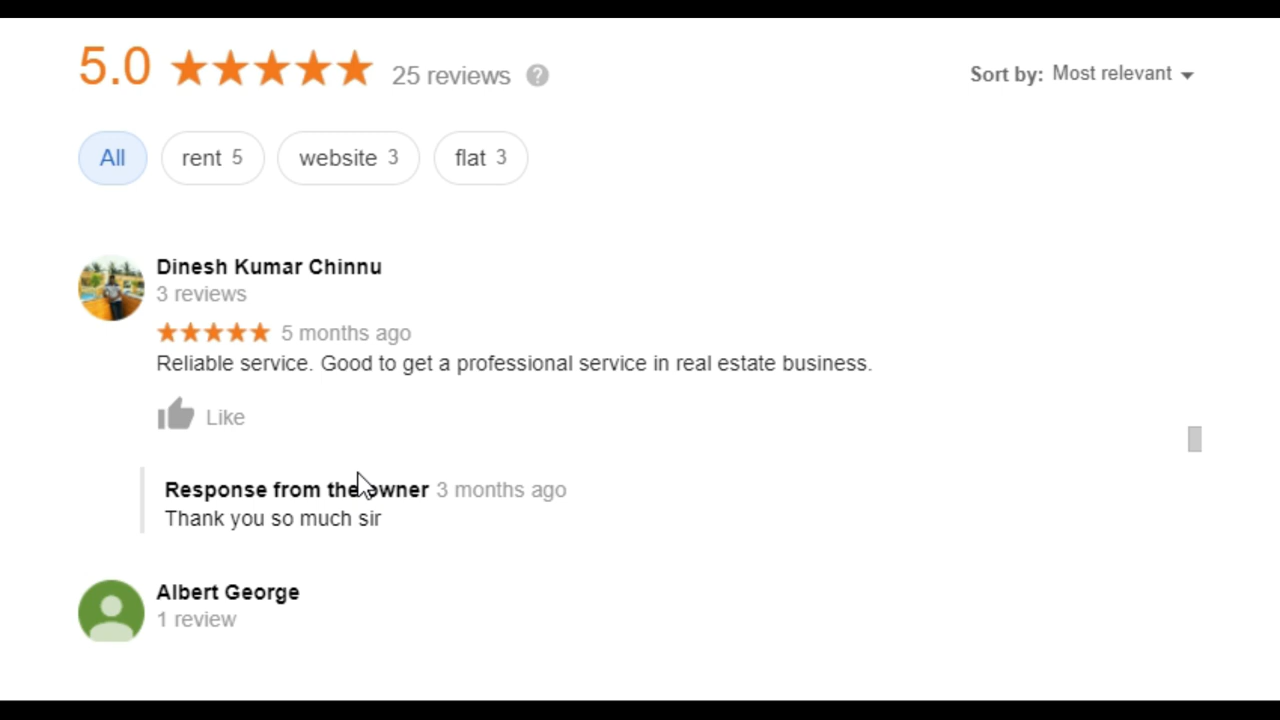 5.0 25 reviews ?
Sort by: Most relevant
All rent 5 website 3 flat 3
Dinesh Kumar Chinnu
3 reviews
5 months ago
Reliable service. Good to get a professional service in real estate business.
Like
Response from the owner 3 months ago
Thank you so much sir
Albert George
1 review